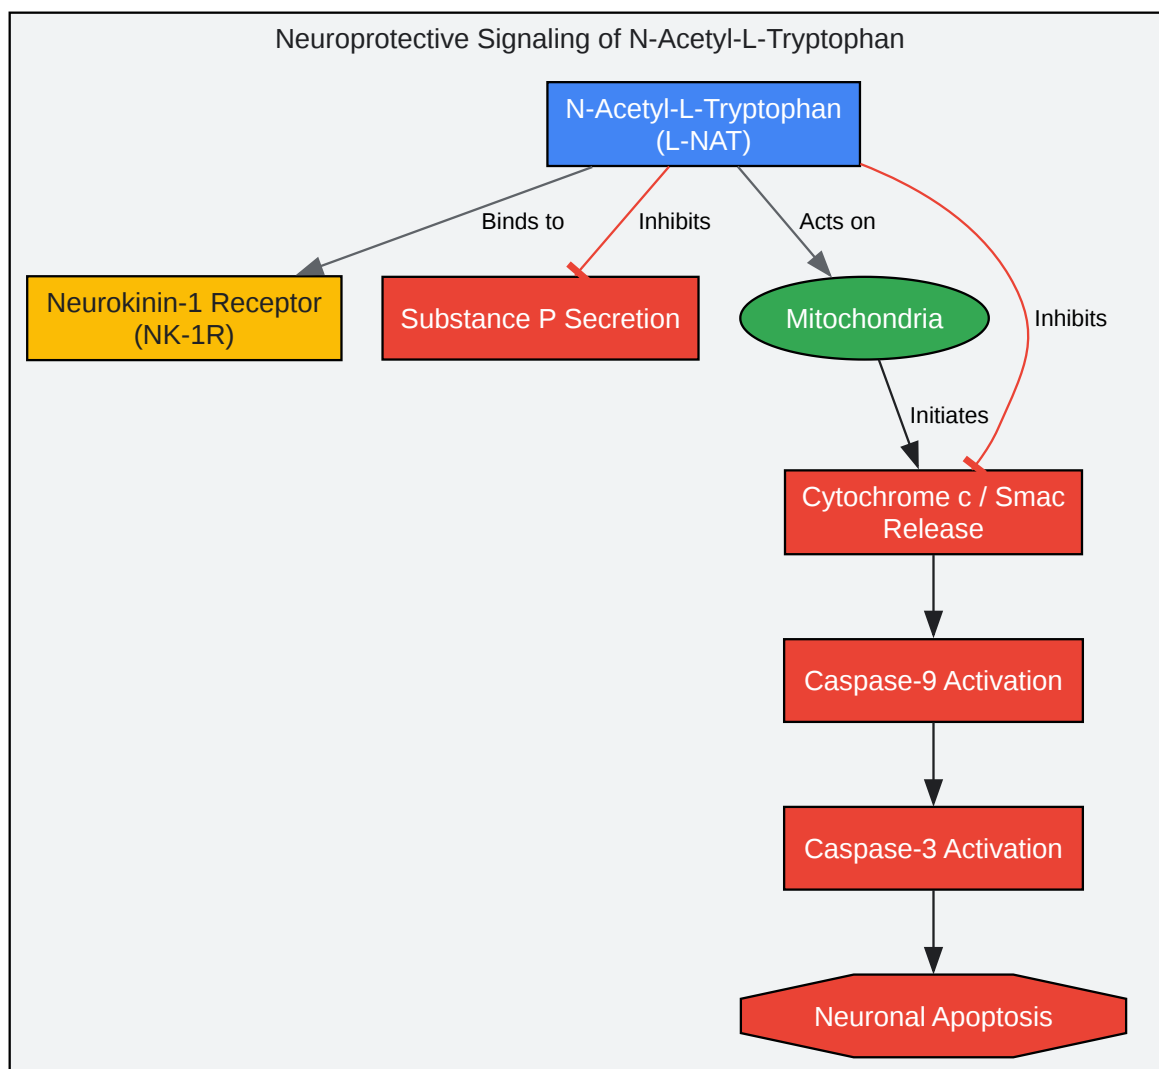 Neuroprotective Signaling of N-Acetyl-L-Tryptophan
N-Acetyl-L-Tryptophan
(L-NAT)
Binds to
Inhibits
Acts on
Neurokinin-1 Receptor
(NK-1R)
Substance P Secretion
Mitochondria
Inhibits
Initiates
Cytochrome c / Smac
Release
Caspase-9 Activation
Caspase-3 Activation
Neuronal Apoptosis